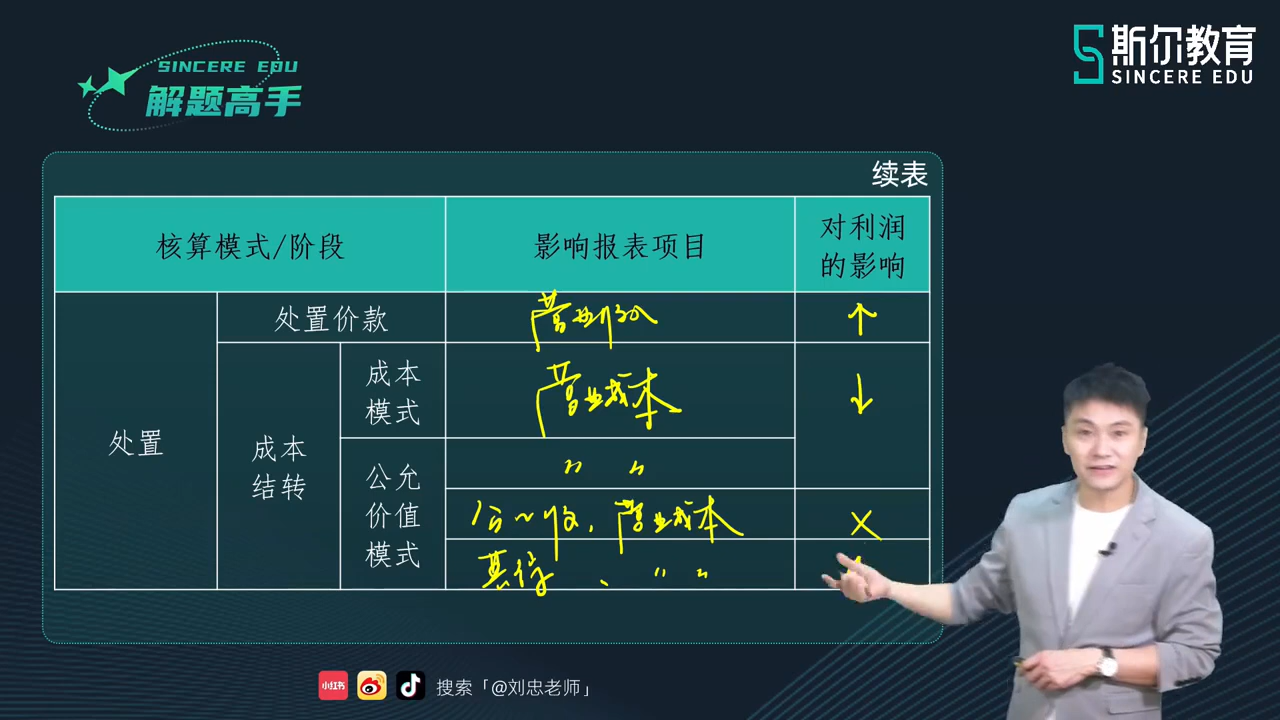 SINCERE EDU
解题高手
斯尔教育
SINCERE EDU
续表
核算模式/阶段
影响报表项目
对利润
的影响
处置
处置价款
营业收入
↑
成本
结转
成本
模式
营业成本
↓
公允
价值
模式
〃 〃
公~收、营业成本
×
其综、〃 〃
小红书
搜索「@刘忠老师」